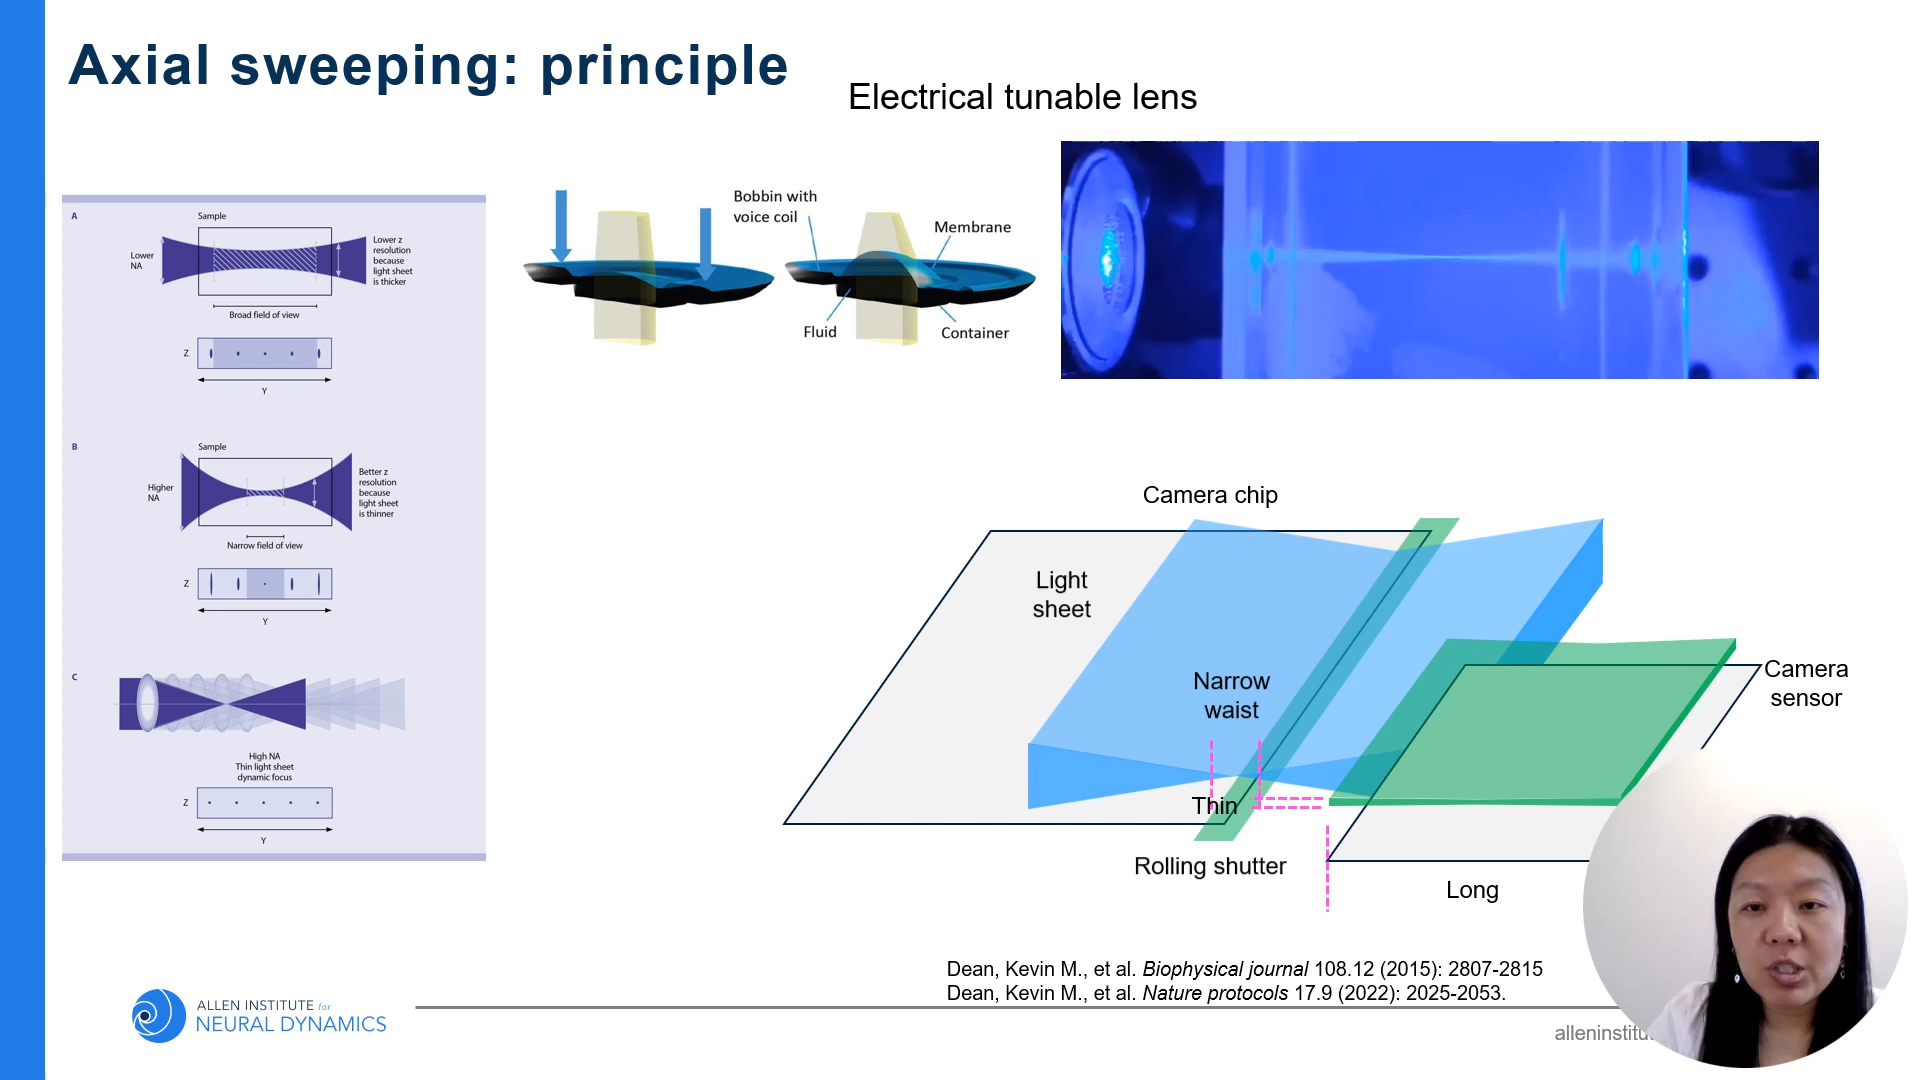 Axial sweeping: principle
Electrical tunable lens
A
Sample
Lower
NA
Lower z
resolution
because
light sheet
is thicker
Broad field of view
Z
Y
B
Sample
Higher
NA
Better z
resolution
because
light sheet
is thinner
Narrow field of view
Z
Y
C
High NA
Thin light sheet
dynamic focus
Z
Y
Bobbin with
voice coil
Membrane
Fluid
Container
Camera chip
Light
sheet
Narrow
waist
Thin
Rolling shutter
Camera
sensor
Long
Dean, Kevin M., et al. Biophysical journal 108.12 (2015): 2807-2815
Dean, Kevin M., et al. Nature protocols 17.9 (2022): 2025-2053.
ALLEN INSTITUTE for
NEURAL DYNAMICS